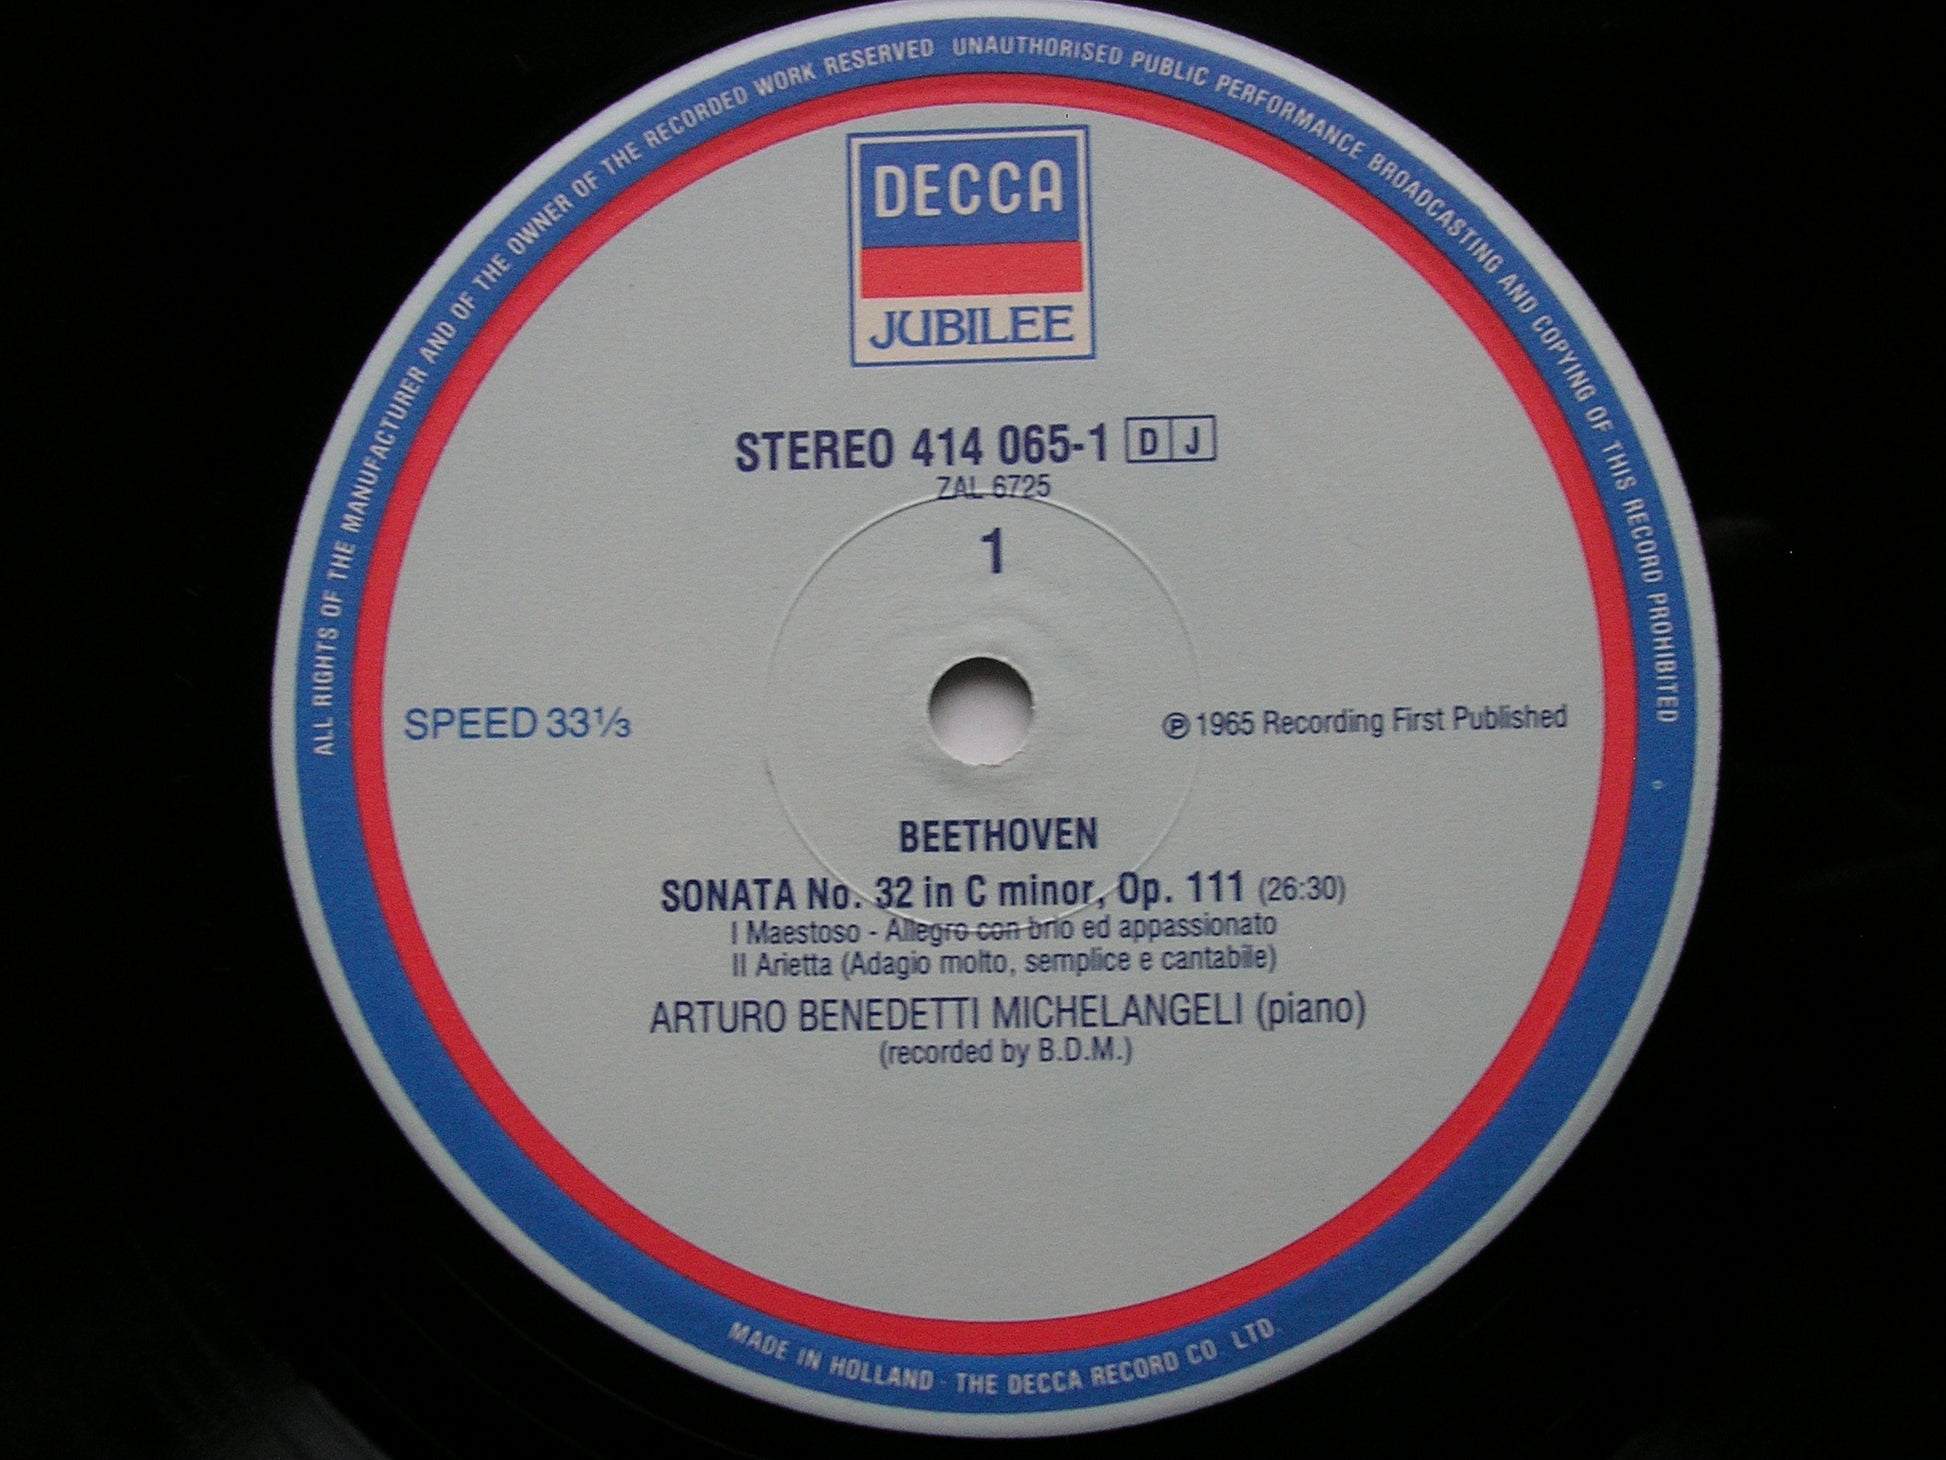 ALL RIGHTS OF THE MANUFACTURER AND OF THE OWNER OF THE RECORDED WORK RESERVED UNAUTHORISED PUBLIC PERFORMANCE BROADCASTING AND COPYING OF THIS RECORD PROHIBITED
DECCA
JUBILEE
STEREO 414 065-1 D J
ZAL 6725
1
SPEED 33⅓
℗ 1965 Recording First Published
BEETHOVEN
SONATA No. 32 in C minor, Op. 111 (26:30)
I Maestoso - Allegro con brio ed appassionato
II Arietta (Adagio molto, semplice e cantabile)
ARTURO BENEDETTI MICHELANGELI (piano)
(recorded by B.D.M.)
MADE IN HOLLAND - THE DECCA RECORD CO. LTD.